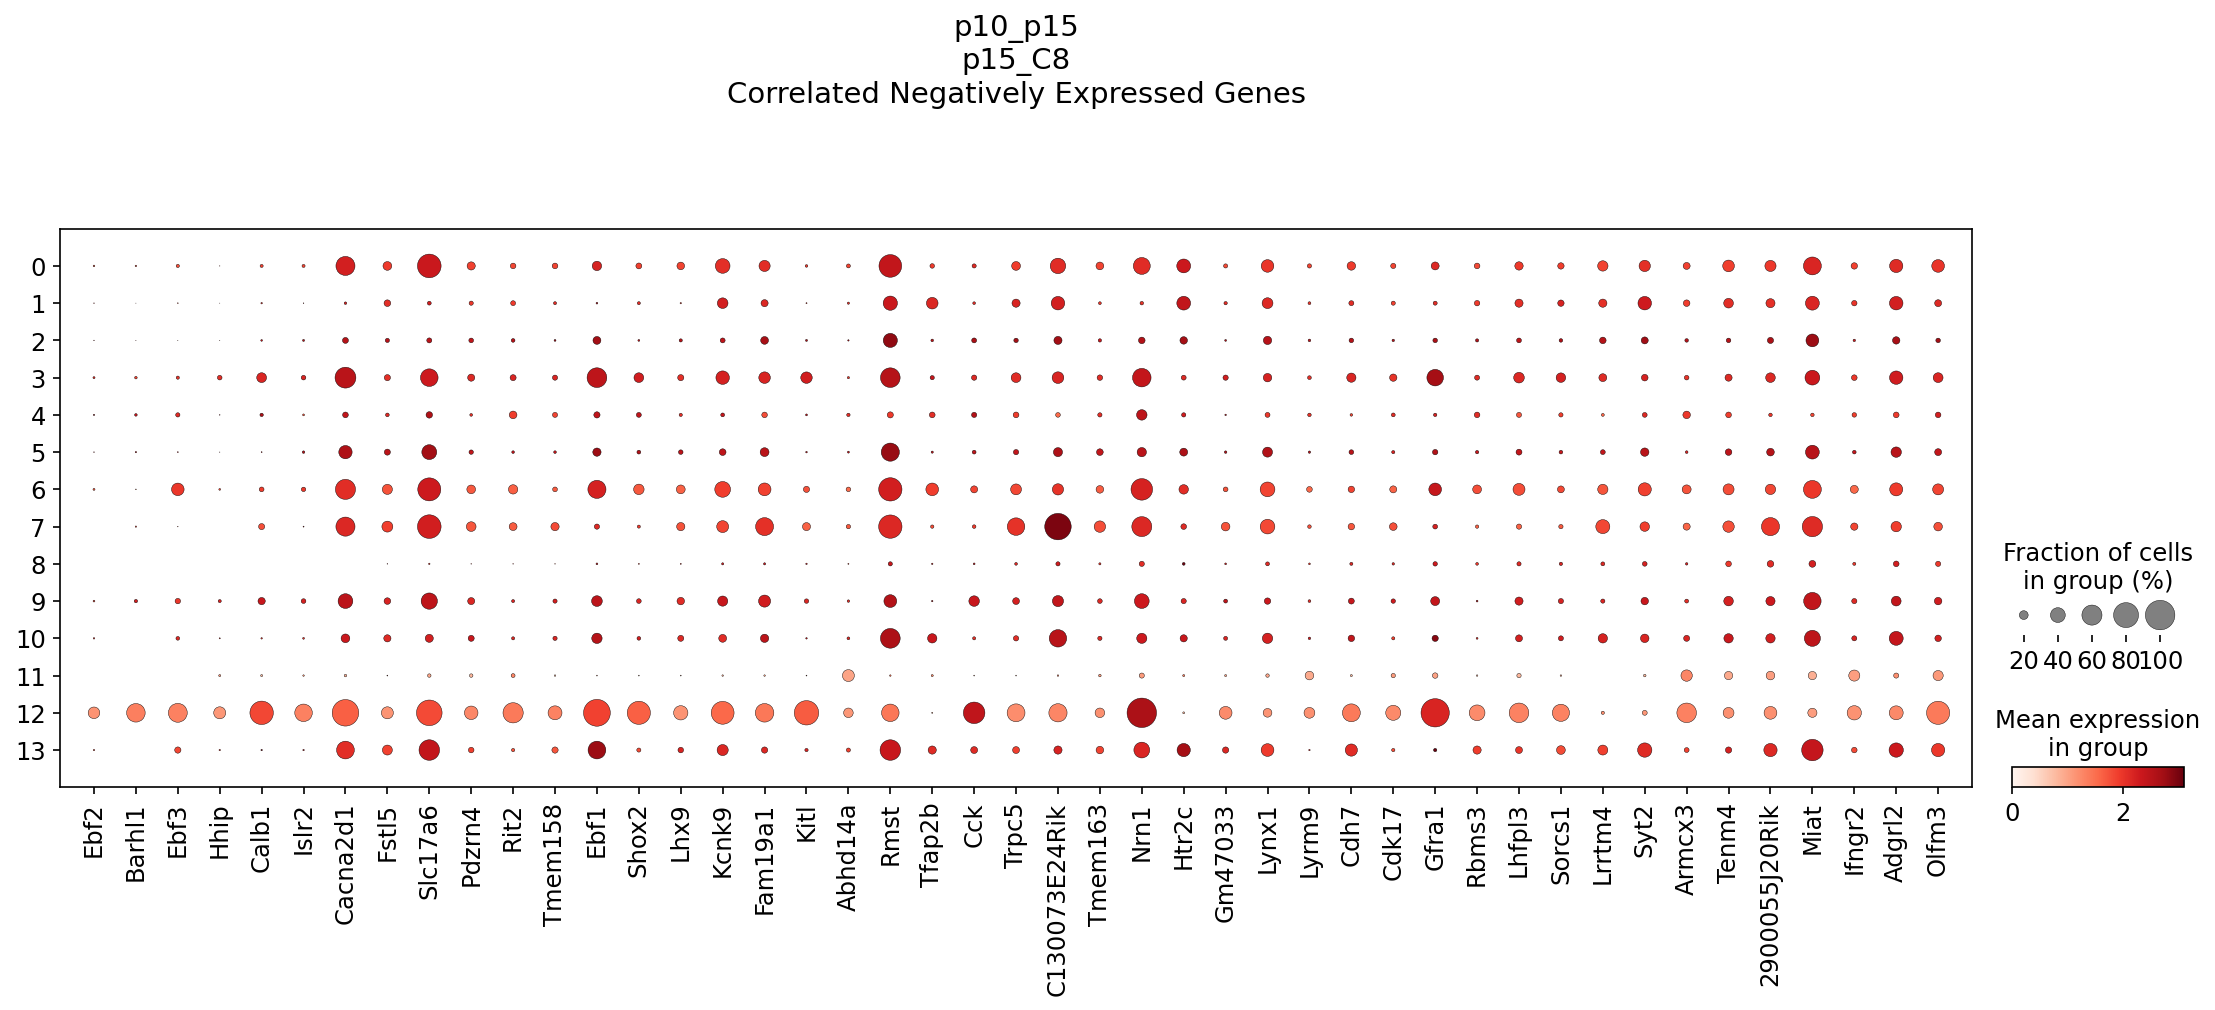 p10_p15
p15_C8
Correlated Negatively Expressed Genes
0
1
2
3
4
5
6
7
8
9
10
11
12
13
Ebf2
Barhl1
Ebf3
Hhip
Calb1
Islr2
Cacna2d1
Fstl5
Slc17a6
Pdzrn4
Rit2
Tmem158
Ebf1
Shox2
Lhx9
Kcnk9
Fam19a1
Kitl
Abhd14a
Rmst
Tfap2b
Cck
Trpc5
C130073E24Rik
Tmem163
Nrn1
Htr2c
Gm47033
Lynx1
Lyrm9
Cdh7
Cdk17
Gfra1
Rbms3
Lhfpl3
Sorcs1
Lrrtm4
Syt2
Armcx3
Tenm4
2900055J20Rik
Miat
Ifngr2
Adgrl2
Olfm3
Fraction of cells
in group (%)
20 40 60 80 100
Mean expression
in group
0 2